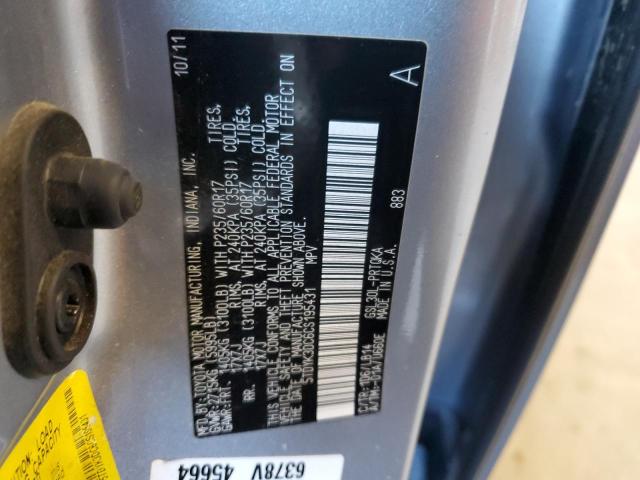 MFD.BY:TOYOTA MOTOR MANUFACTURING, INDIANA, INC. 10/11
GVWR:2715KG (5985LB)
GAWR:FRT. 1405KG (3100LB) WITH P235/60R17 TIRES,
17X7J RIMS, AT 240KPA (35PSI) COLD.
RR. 1405KG (3100LB) WITH P235/60R17 TIRES,
17X7J RIMS, AT 240KPA (35PSI) COLD.
THIS VEHICLE CONFORMS TO ALL APPLICABLE FEDERAL MOTOR
VEHICLE SAFETY AND THEFT PREVENTION STANDARDS IN EFFECT ON
THE DATE OF MANUFACTURE SHOWN ABOVE.
MPV
A
883
GSL30L-PRTQKA
MADE IN U.S.A.
6378V 45664